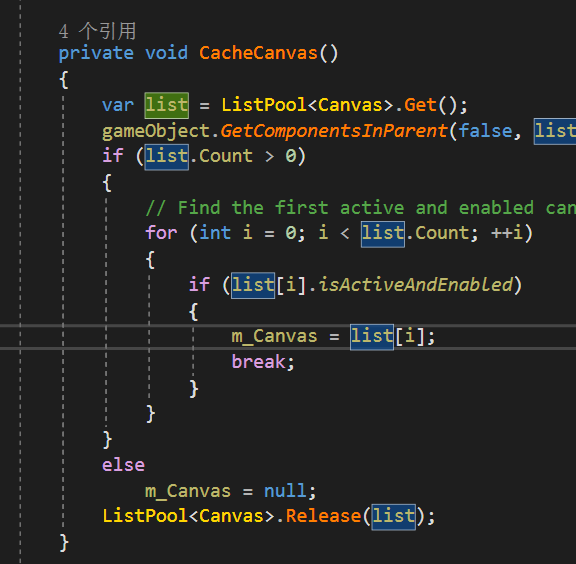 4 个引用
private void CacheCanvas()
{
var list = ListPool<Canvas>.Get();
gameObject.GetComponentsInParent(false, list
if (list.Count > 0)
{
// Find the first active and enabled can
for (int i = 0; i < list.Count; ++i)
{
if (list[i].isActiveAndEnabled)
{
m_Canvas = list[i];
break;
}
}
}
else
m_Canvas = null;
ListPool<Canvas>.Release(list);
}